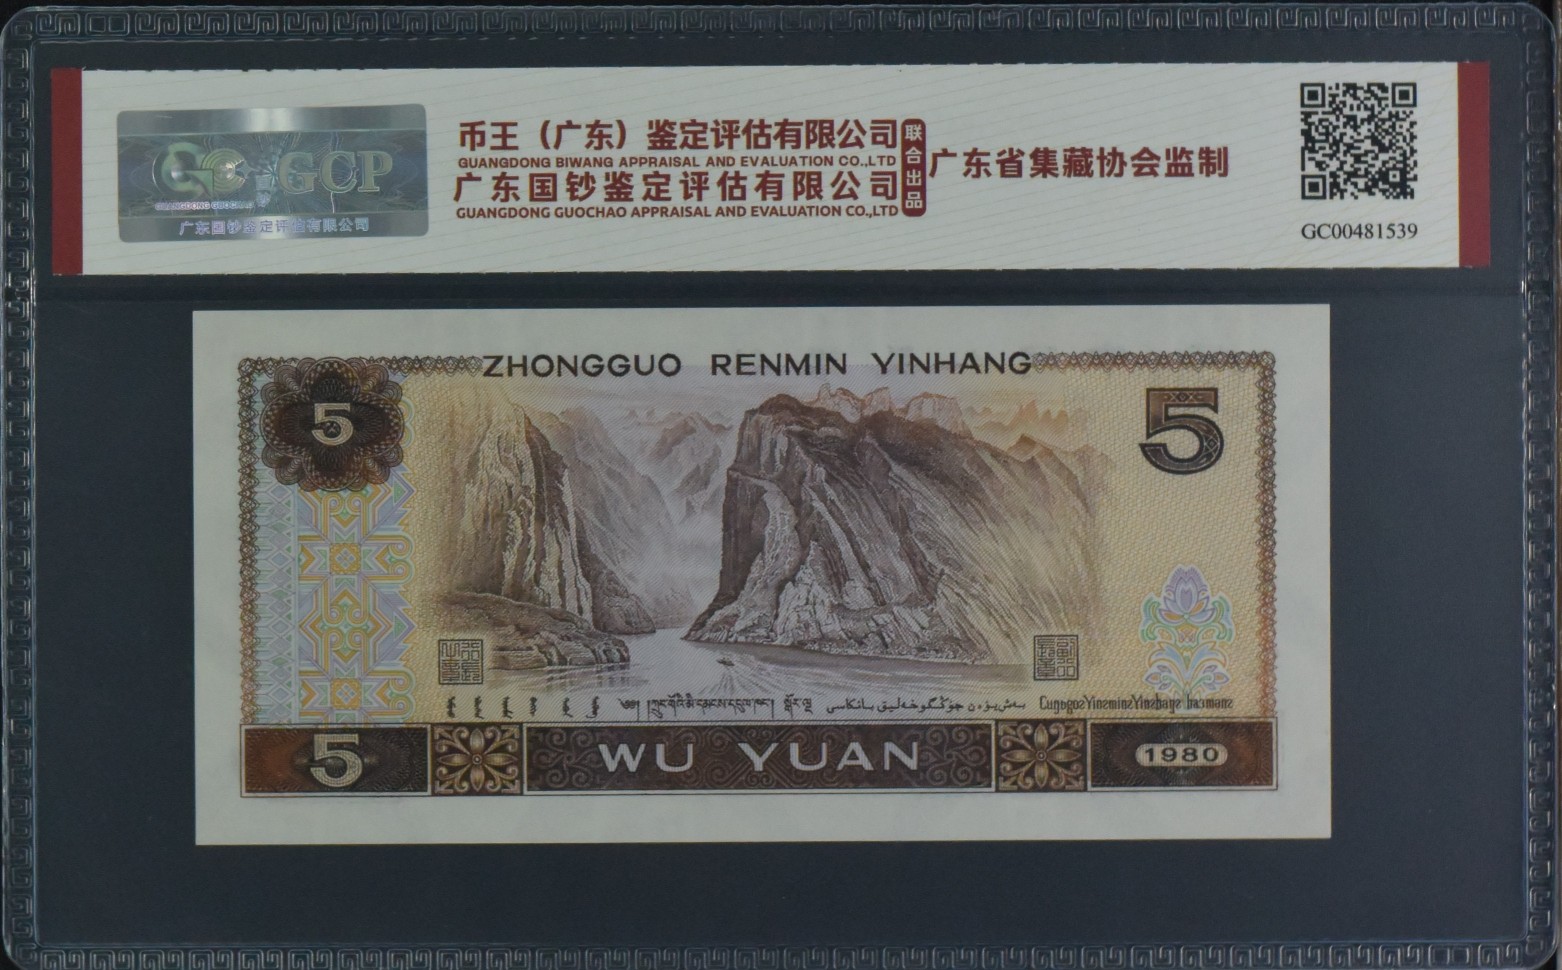 币王（广东）鉴定评估有限公司
GUANGDONG BIWANG APPRAISAL AND EVALUATION CO.,LTD
广东国钞鉴定评估有限公司
GUANGDONG GUOCHAO APPRAISAL AND EVALUATION CO.,LTD
联合出品
广东省集藏协会监制
GCP
GUANGDONG GUOCHAO
广东国钞鉴定评估有限公司
GC00481539
ZHONGGUO RENMIN YINHANG
5
5
5
WU YUAN
1980